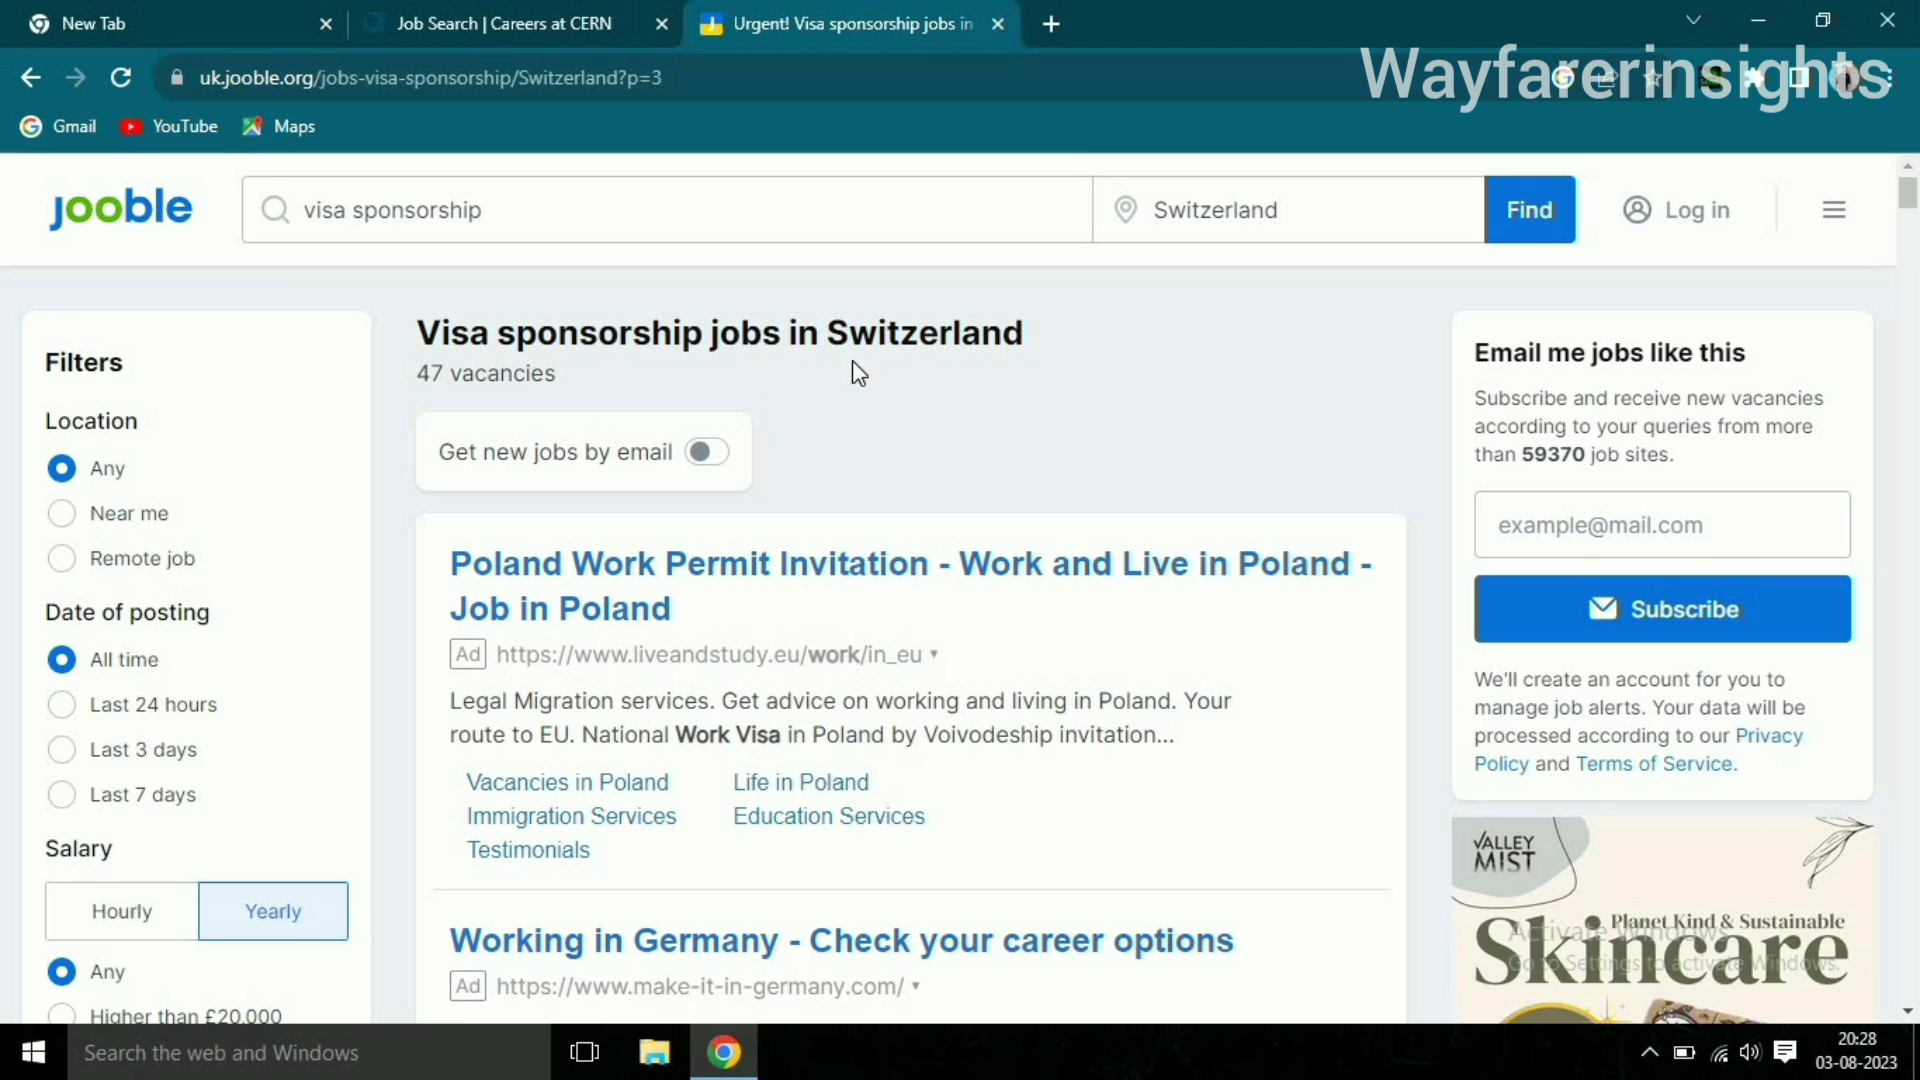 New Tab
Job Search | Careers at CERN
Urgent! Visa sponsorship jobs in
uk.jooble.org/jobs-visa-sponsorship/Switzerland?p=3
Wayfarerinsights
Gmail
YouTube
Maps
jooble
visa sponsorship
Switzerland
Find
Log in
Filters
Location
Any
Near me
Remote job
Date of posting
All time
Last 24 hours
Last 3 days
Last 7 days
Salary
Hourly
Yearly
Any
Higher than £20,000
Visa sponsorship jobs in Switzerland
47 vacancies
Get new jobs by email
Poland Work Permit Invitation - Work and Live in Poland -
Job in Poland
Ad https://www.liveandstudy.eu/work/in_eu
Legal Migration services. Get advice on working and living in Poland. Your
route to EU. National Work Visa in Poland by Voivodeship invitation...
Vacancies in Poland
Life in Poland
Immigration Services
Education Services
Testimonials
Working in Germany - Check your career options
Ad https://www.make-it-in-germany.com/
Email me jobs like this
Subscribe and receive new vacancies
according to your queries from more
than 59370 job sites.
example@mail.com
Subscribe
We'll create an account for you to
manage job alerts. Your data will be
processed according to our Privacy
Policy and Terms of Service.
VALLEY
MIST
Planet Kind & Sustainable
Skincare
Activate Windows
Go to Settings to activate Windows.
Search the web and Windows
20:28
03-08-2023